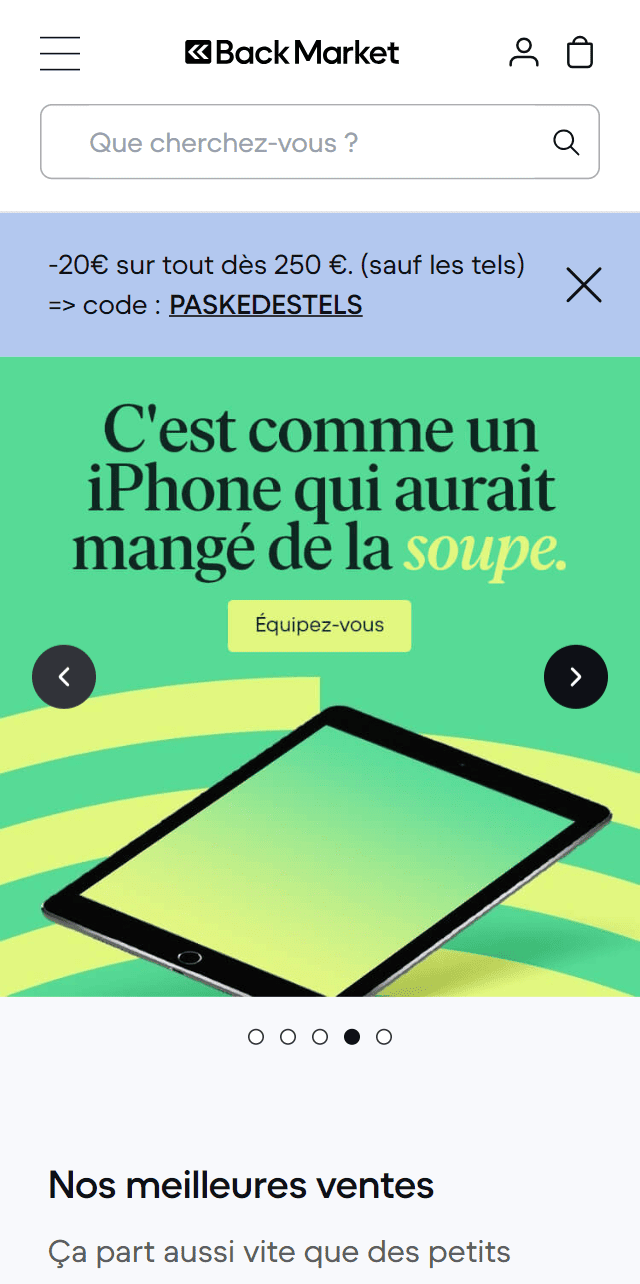 Back Market
Que cherchez-vous ?
-20€ sur tout dès 250 €. (sauf les tels)
=> code : PASKEDESTELS
C'est comme un
iPhone qui aurait
mangé de la soupe.
Équipez-vous
Nos meilleures ventes
Ça part aussi vite que des petits